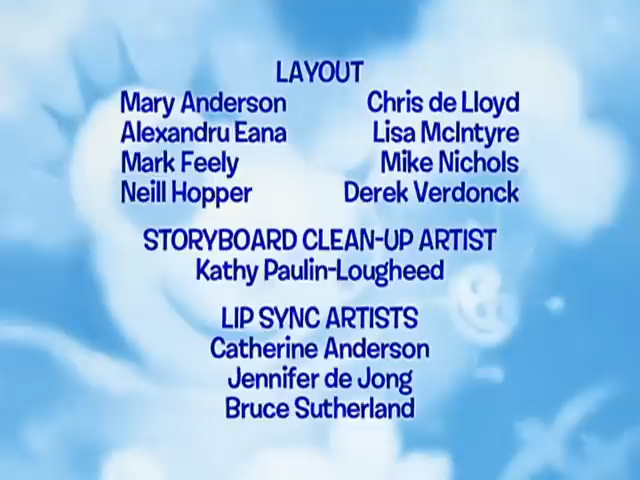 LAYOUT
Mary Anderson Chris de Lloyd
Alexandru Eana Lisa McIntyre
Mark Feely Mike Nichols
Neill Hopper Derek Verdonck
STORYBOARD CLEAN-UP ARTIST
Kathy Paulin-Lougheed
LIP SYNC ARTISTS
Catherine Anderson
Jennifer de Jong
Bruce Sutherland